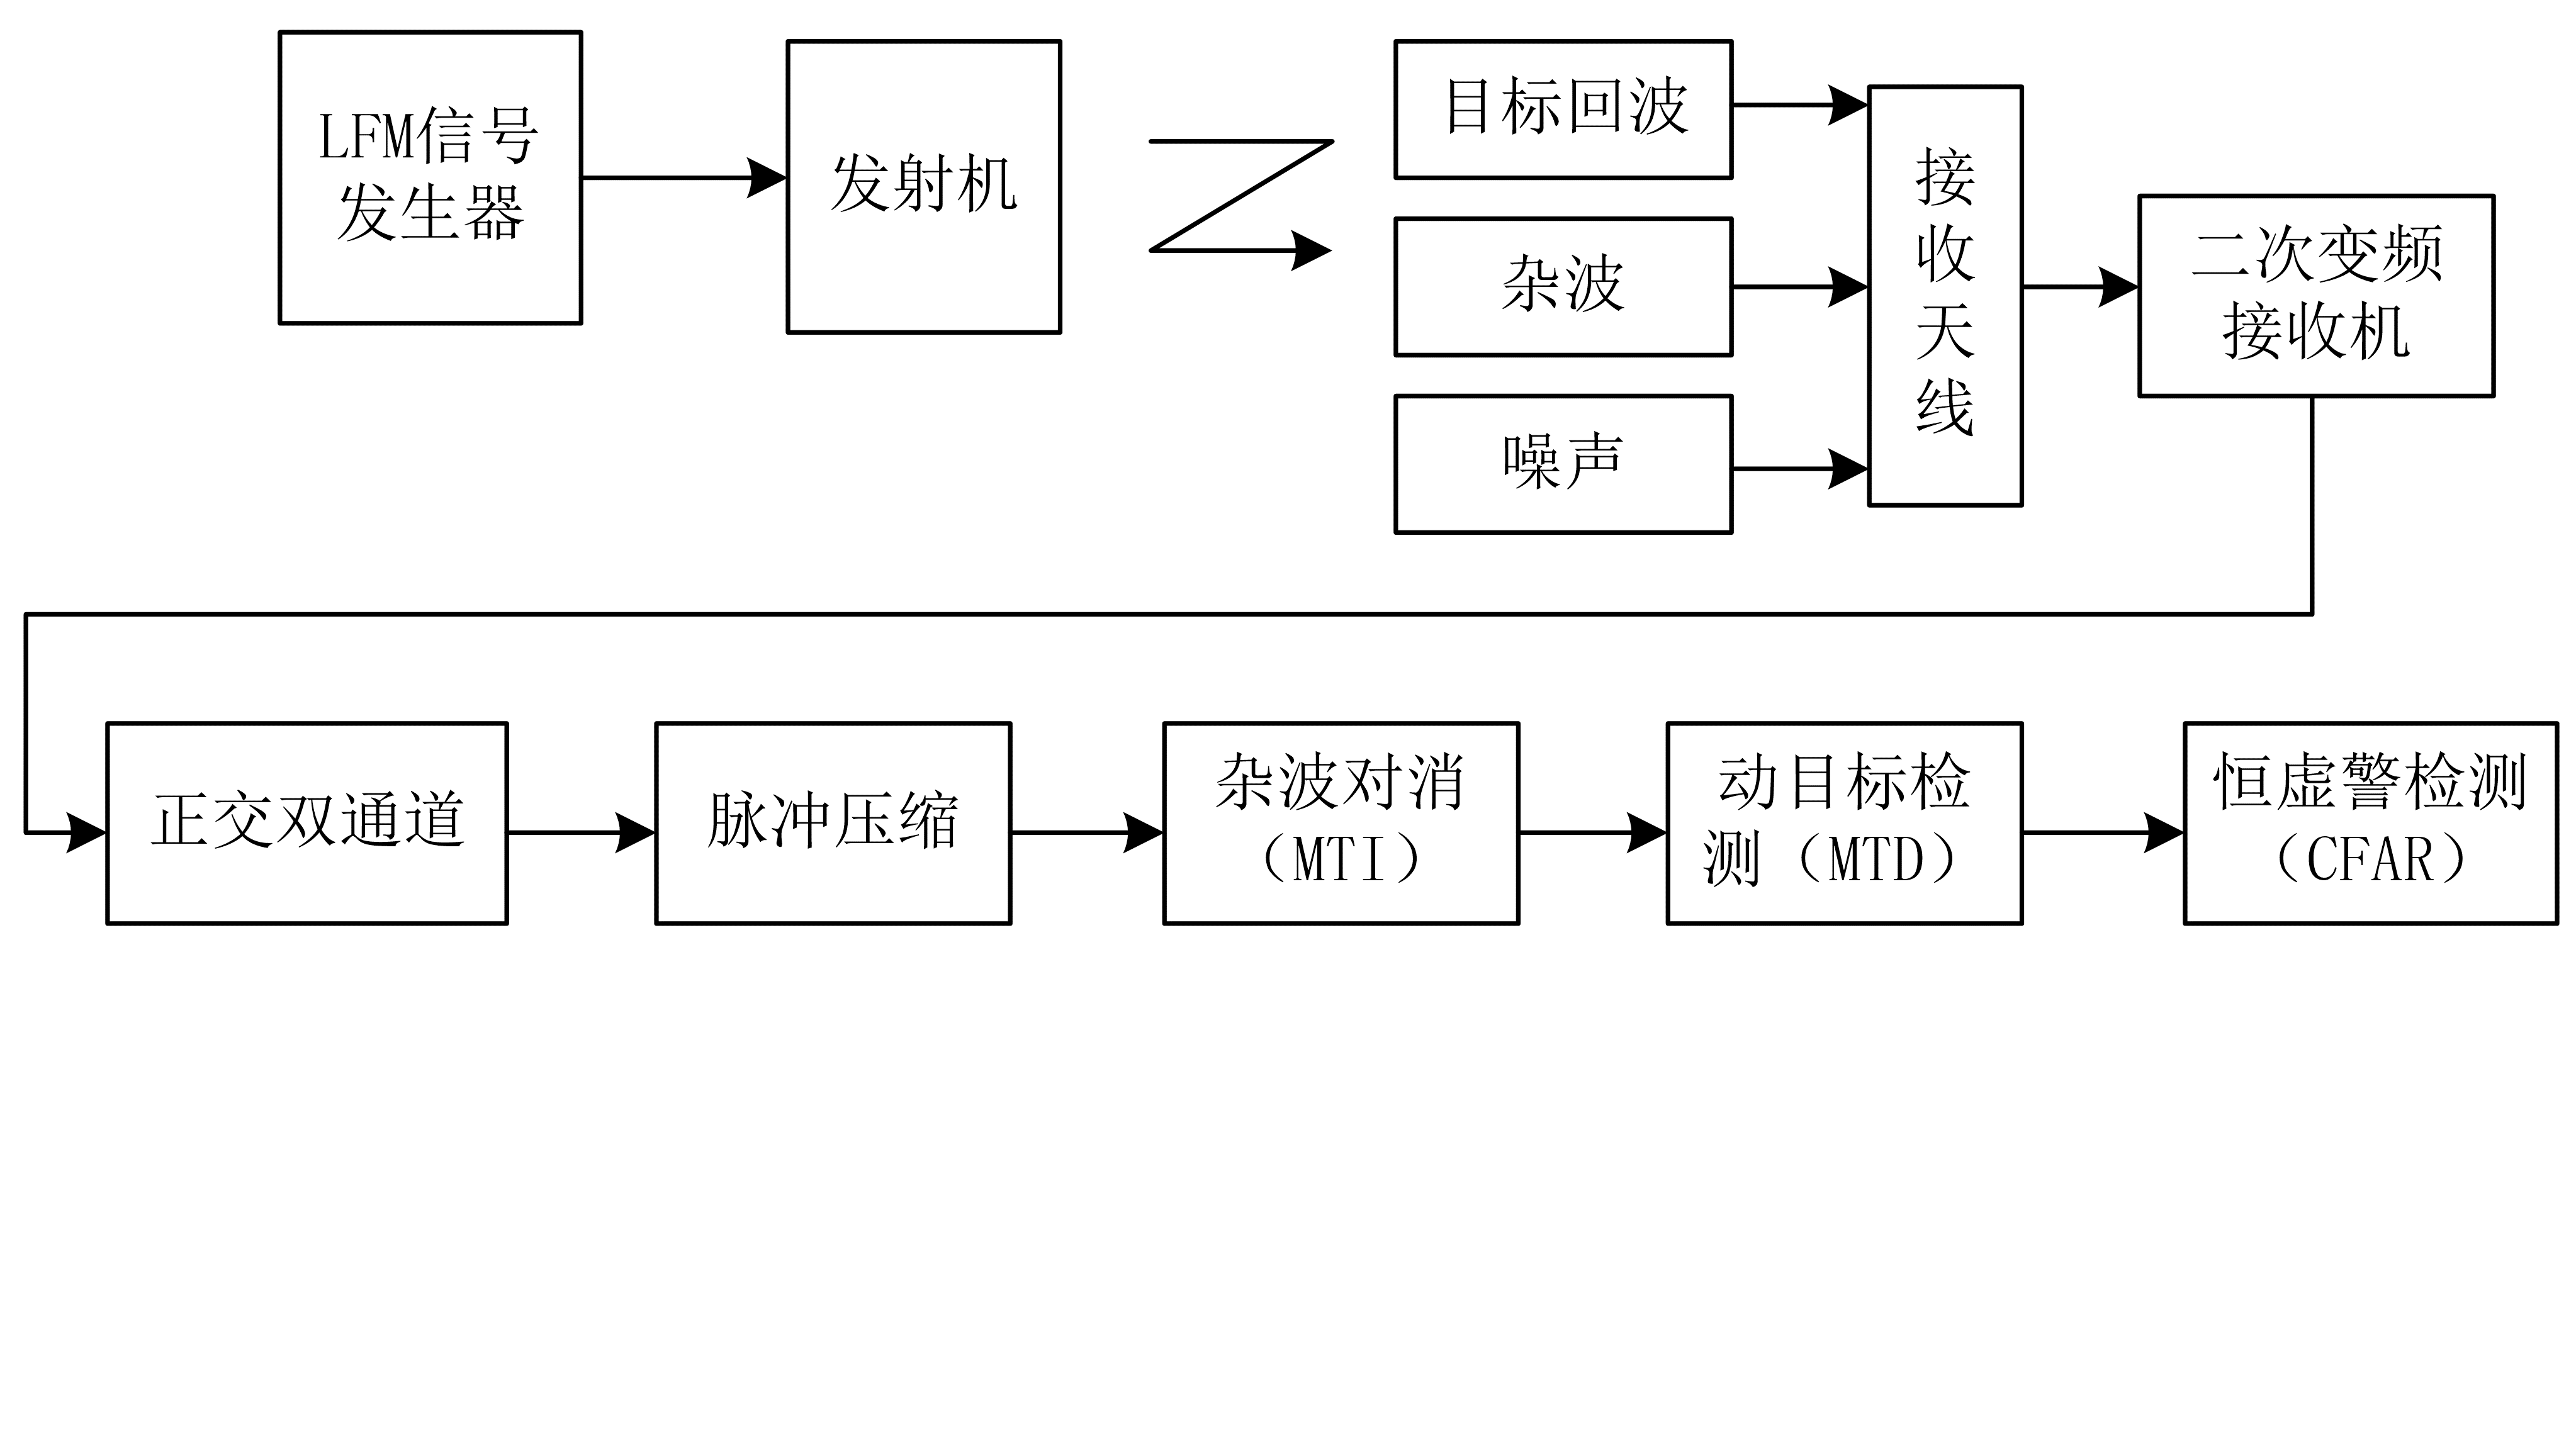 LFM信号
发生器
发射机
目标回波
杂波
噪声
接
收
天
线
二次变频
接收机
正交双通道
脉冲压缩
杂波对消
（MTI）
动目标检
测（MTD）
恒虚警检测
（CFAR）